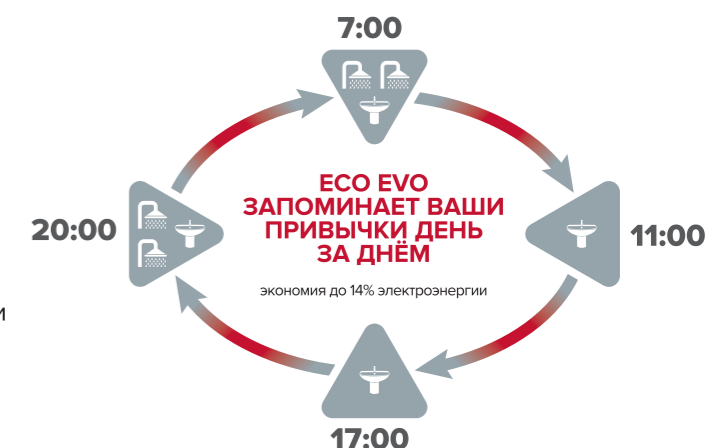 7:00
ECO EVO
ЗАПОМИНАЕТ ВАШИ
ПРИВЫЧКИ ДЕНЬ
ЗА ДНЁМ
20:00
11:00
экономия до 14% электроэнергии
и
17:00